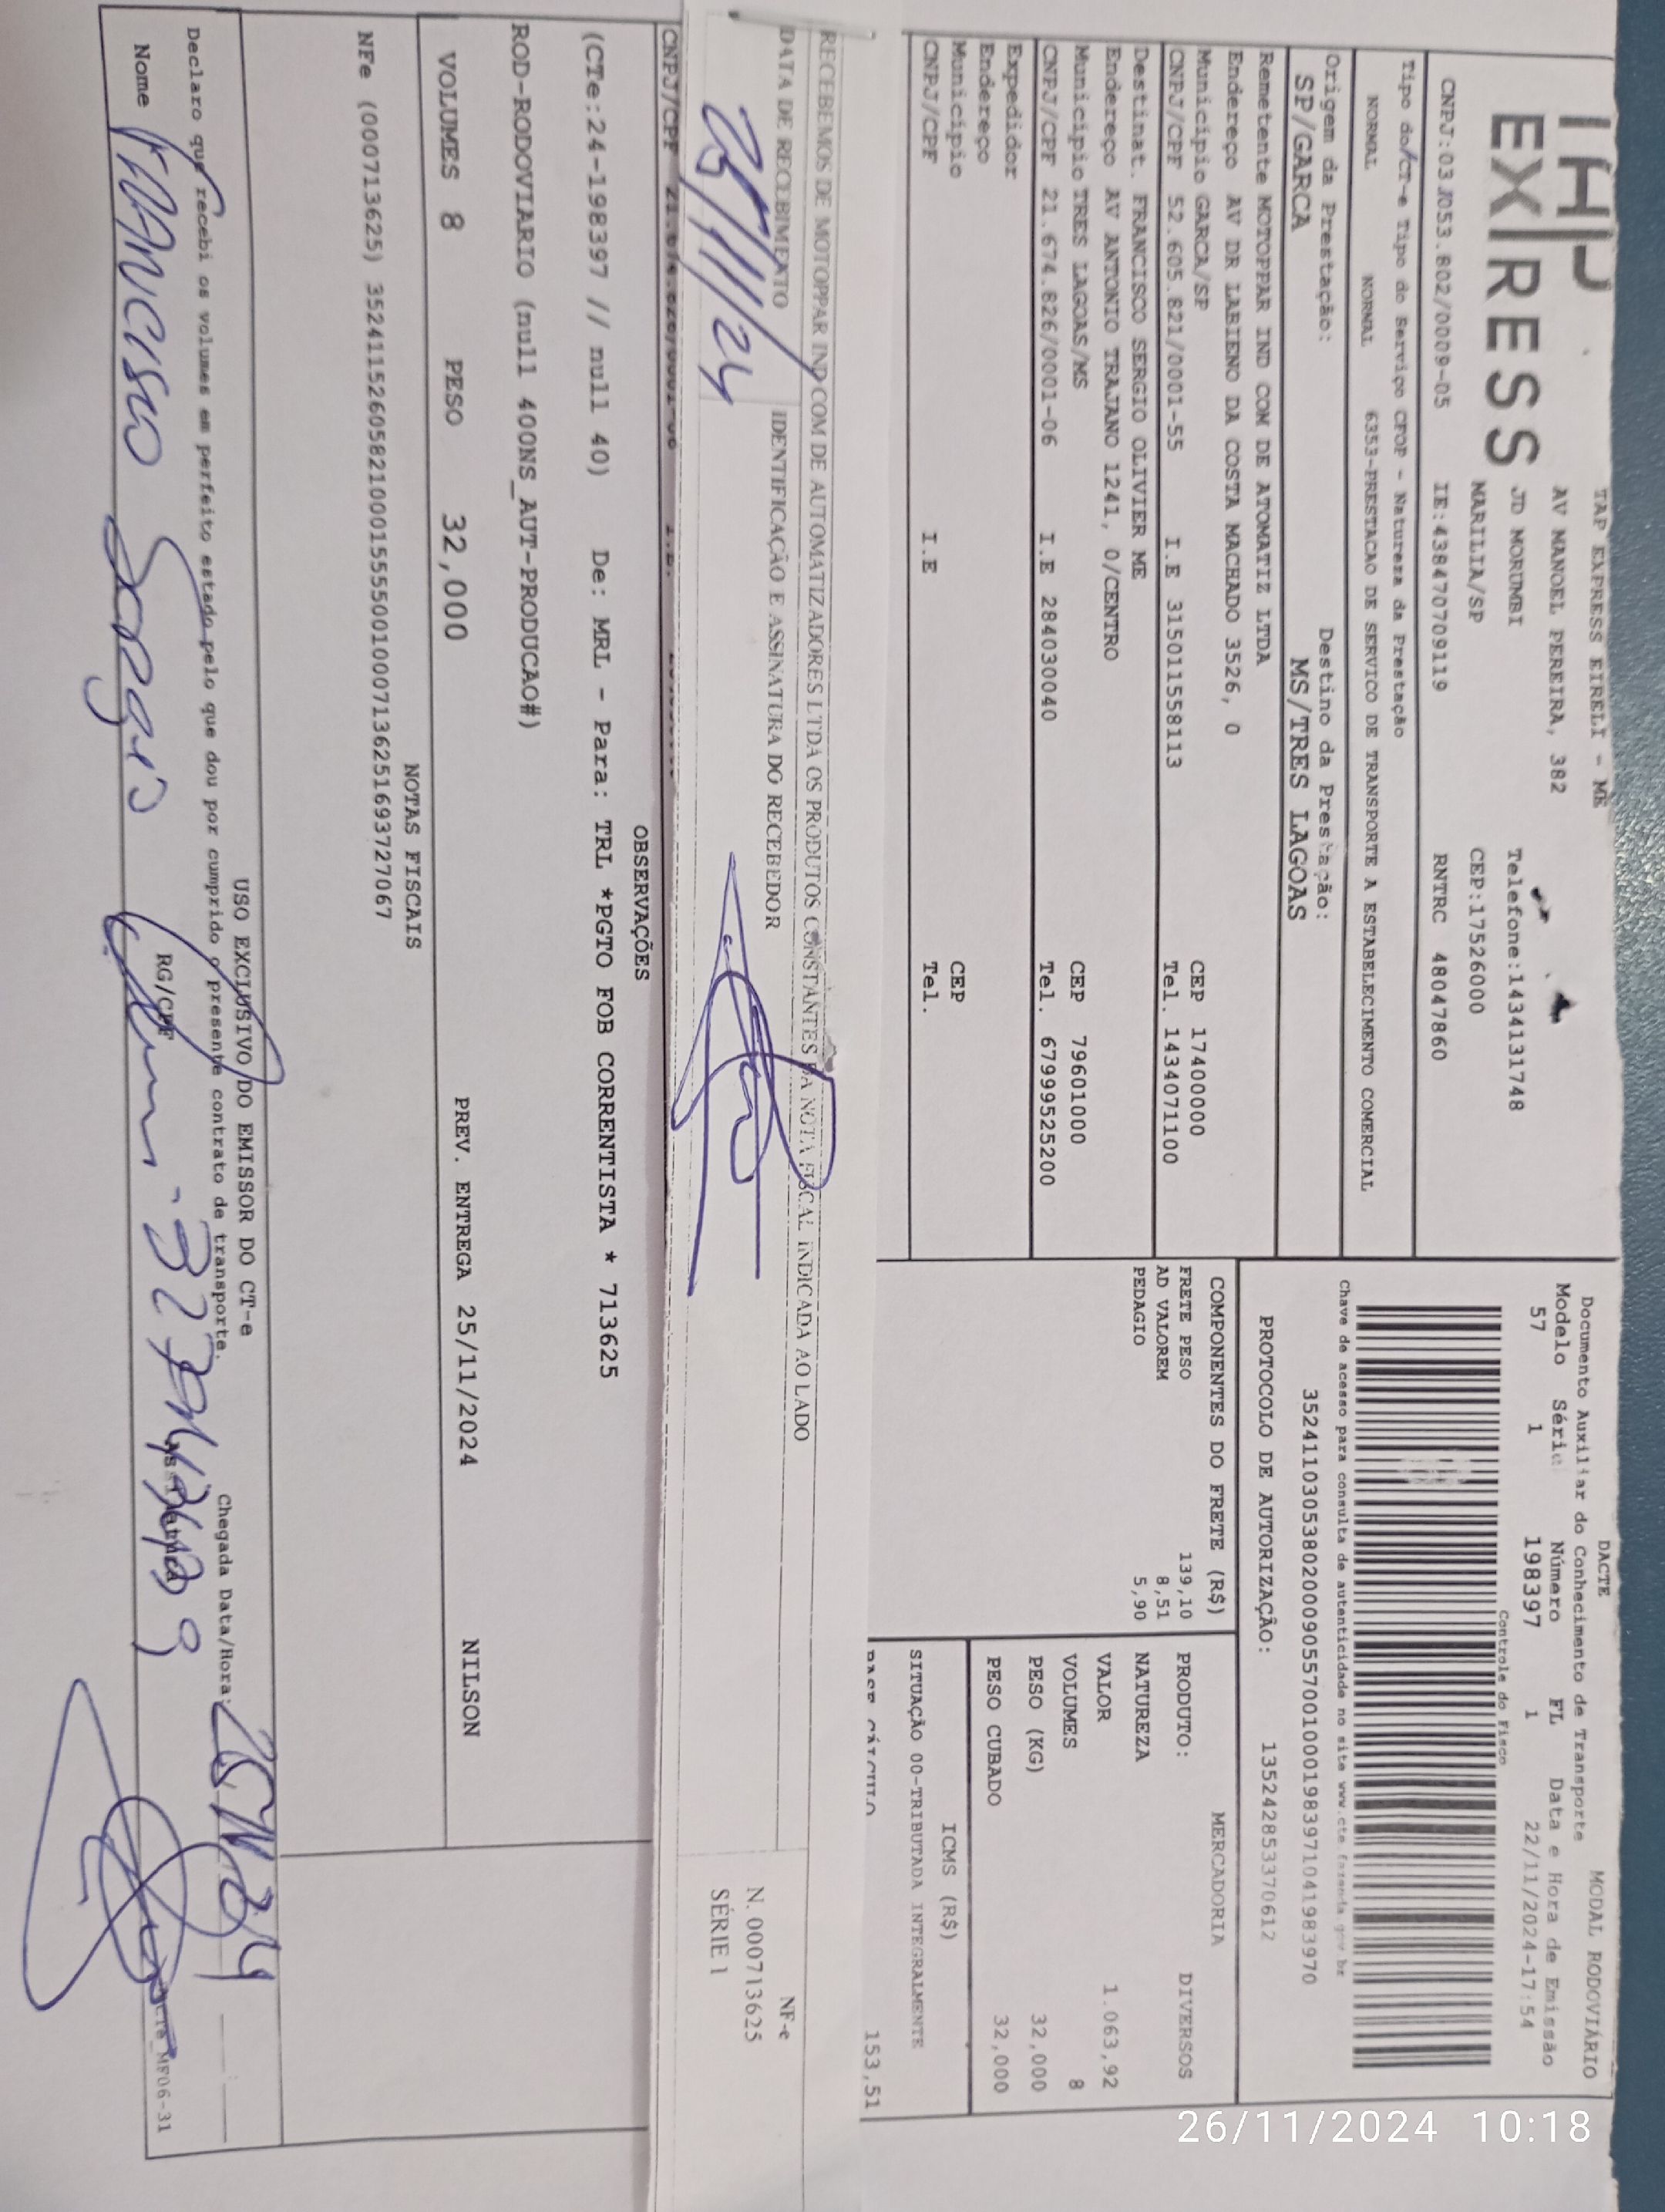 TAP EXPRESS EIRELI - ME
EXPRESS
AV MANOEL PEREIRA, 382
JD MORUMBI
Telefone:1434131748
MARILIA/SP
CEP:17526000
IE:438470709119
RNTRC 48047860
Tipo do CT-e Tipo do Serviço CFOP - Natureza da Prestação
NORMAL NORMAL 6353-PRESTACAO DE SERVICO DE TRANSPORTE A ESTABELECIMENTO COMERCIAL
Origem da Prestação:
Destino da Prestação:
SP/GARCA
MS/TRES LAGOAS
Remetente MOTOPPAR IND COM DE ATOMATIZ LTDA
Endereço AV DR LABIENO DA COSTA MACHADO 3526, 0
Município GARCA/SP
CEP 17400000
CNPJ/CPF 52.605.821/0001-55 I.E 315011558113 Tel.1434071100
Destinat. FRANCISCO SERGIO OLIVIER ME
Endereço AV ANTONIO TRAJANO 1241, 0/CENTRO
Município TRES LAGOAS/MS
CEP 79601000
CNPJ/CPF 21.674.826/0001-06 I.E 284030040 Tel. 67999525200
Expedidor
Endereço
Município
CEP
CNPJ/CPF I.E Tel.
DACTE
MODAL RODOVIÁRIO
Documento Auxiliar do Conhecimento de Transporte
Modelo Série Número FL Data e Hora de Emissão
57 1 198397 1 22/11/2024-17:54
Controle do Fisco
Chave de acesso para consulta de autenticidade no site www.cte.fazenda.gov.br
35241103053802000905570010001983971041983970
PROTOCOLO DE AUTORIZAÇÃO: 135242853370612
COMPONENTES DO FRETE (R$)
FRETE PESO 139,10
AD VALOREM 8,51
PEDAGIO 5,90
MERCADORIA
PRODUTO: DIVERSOS
NATUREZA
VALOR 1.063,92
VOLUMES 8
PESO (KG) 32,000
PESO CUBADO 32,000
ICMS (R$)
SITUAÇÃO 00-TRIBUTADA INTEGRALMENTE
BASE CÁLCULO 153,51
RECEBEMOS DE MOTOPPAR IND COM DE AUTOMATIZADORES LTDA OS PRODUTOS CONSTANTES DA NOTA FISCAL INDICADA AO LADO
DATA DE RECEBIMENTO
IDENTIFICAÇÃO E ASSINATURA DO RECEBEDOR
NF-e
N. 000713625
SÉRIE 1
CNPJ/CPF
OBSERVAÇÕES
(CTe:24-198397 // null 40) De: MRL - Para: TRL *PGTO FOB CORRENTISTA * 713625
ROD-RODOVIARIO (null 400NS_AUT-PRODUCAO#)
VOLUMES 8 PESO 32,000 PREV. ENTREGA 25/11/2024 NILSON
NOTAS FISCAIS
NFe (000713625) 35241152605821000155550010007136251693727067
USO EXCLUSIVO DO EMISSOR DO CT-e
Declaro que recebi os volumes em perfeito estado pelo que dou por cumprido o presente contrato de transporte.
Chegada Data/Hora:
Nome Francisco Sergio
RG/CPF
26/11/2024 10:18